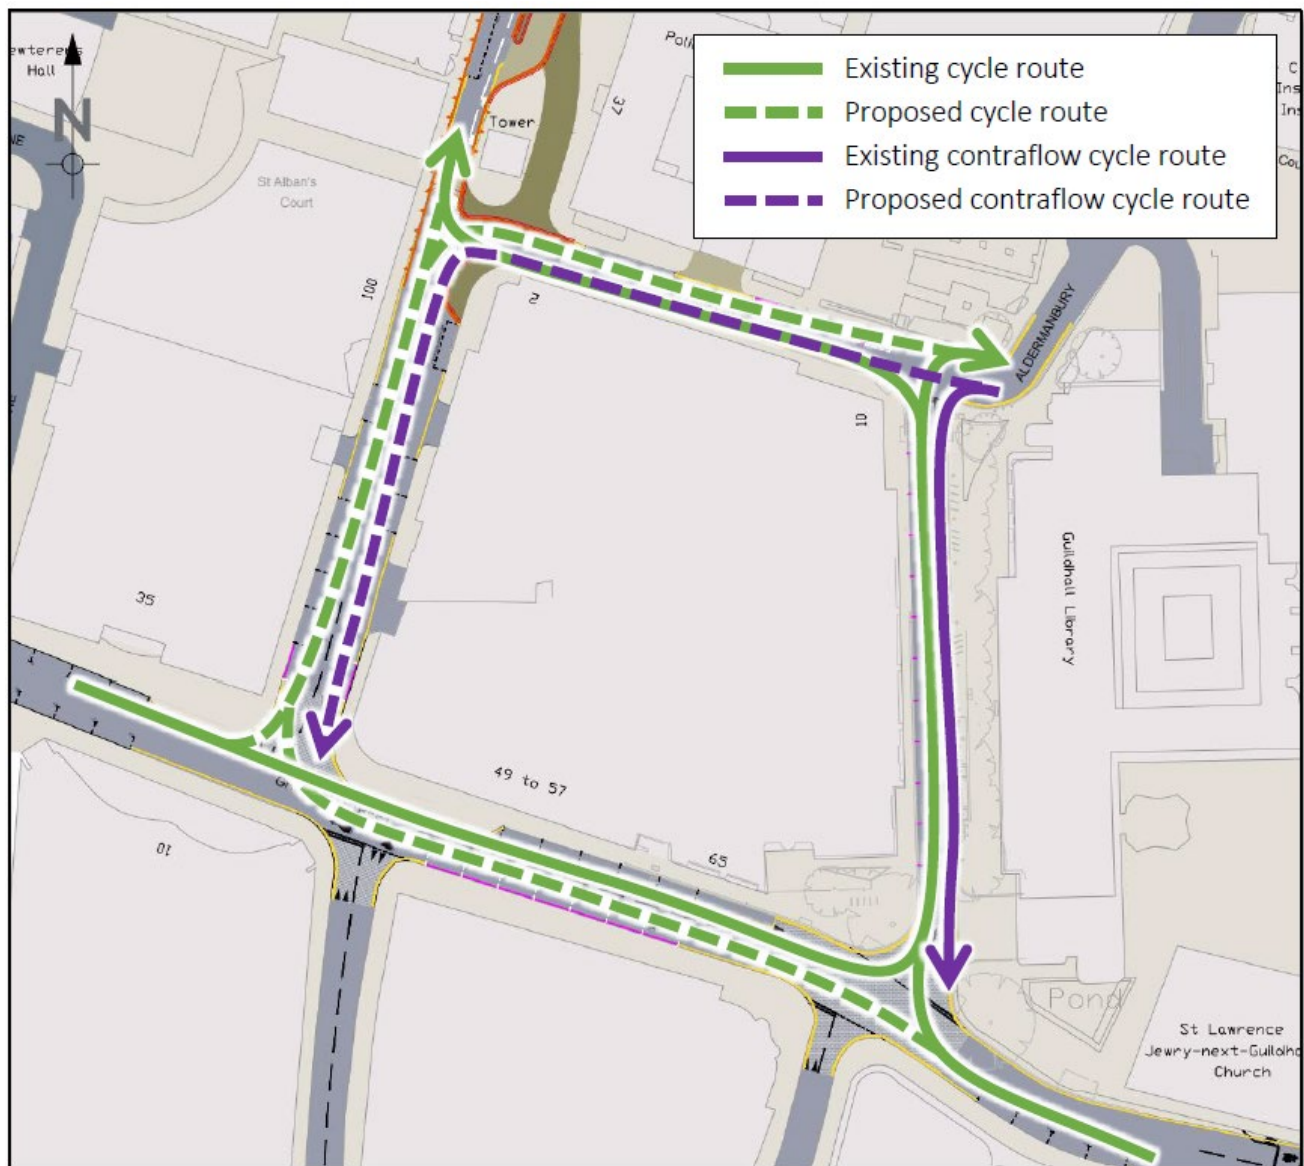 Hall
N
Tower
37
St Alban's
Court
Existing cycle route
Proposed cycle route
Existing contraflow cycle route
Proposed contraflow cycle route
100
2
ALDERMANBURY
10
Guildhall Library
35
49 to 57
65
10
Pond
St Lawrence
Jewry-next-Guildha
Church